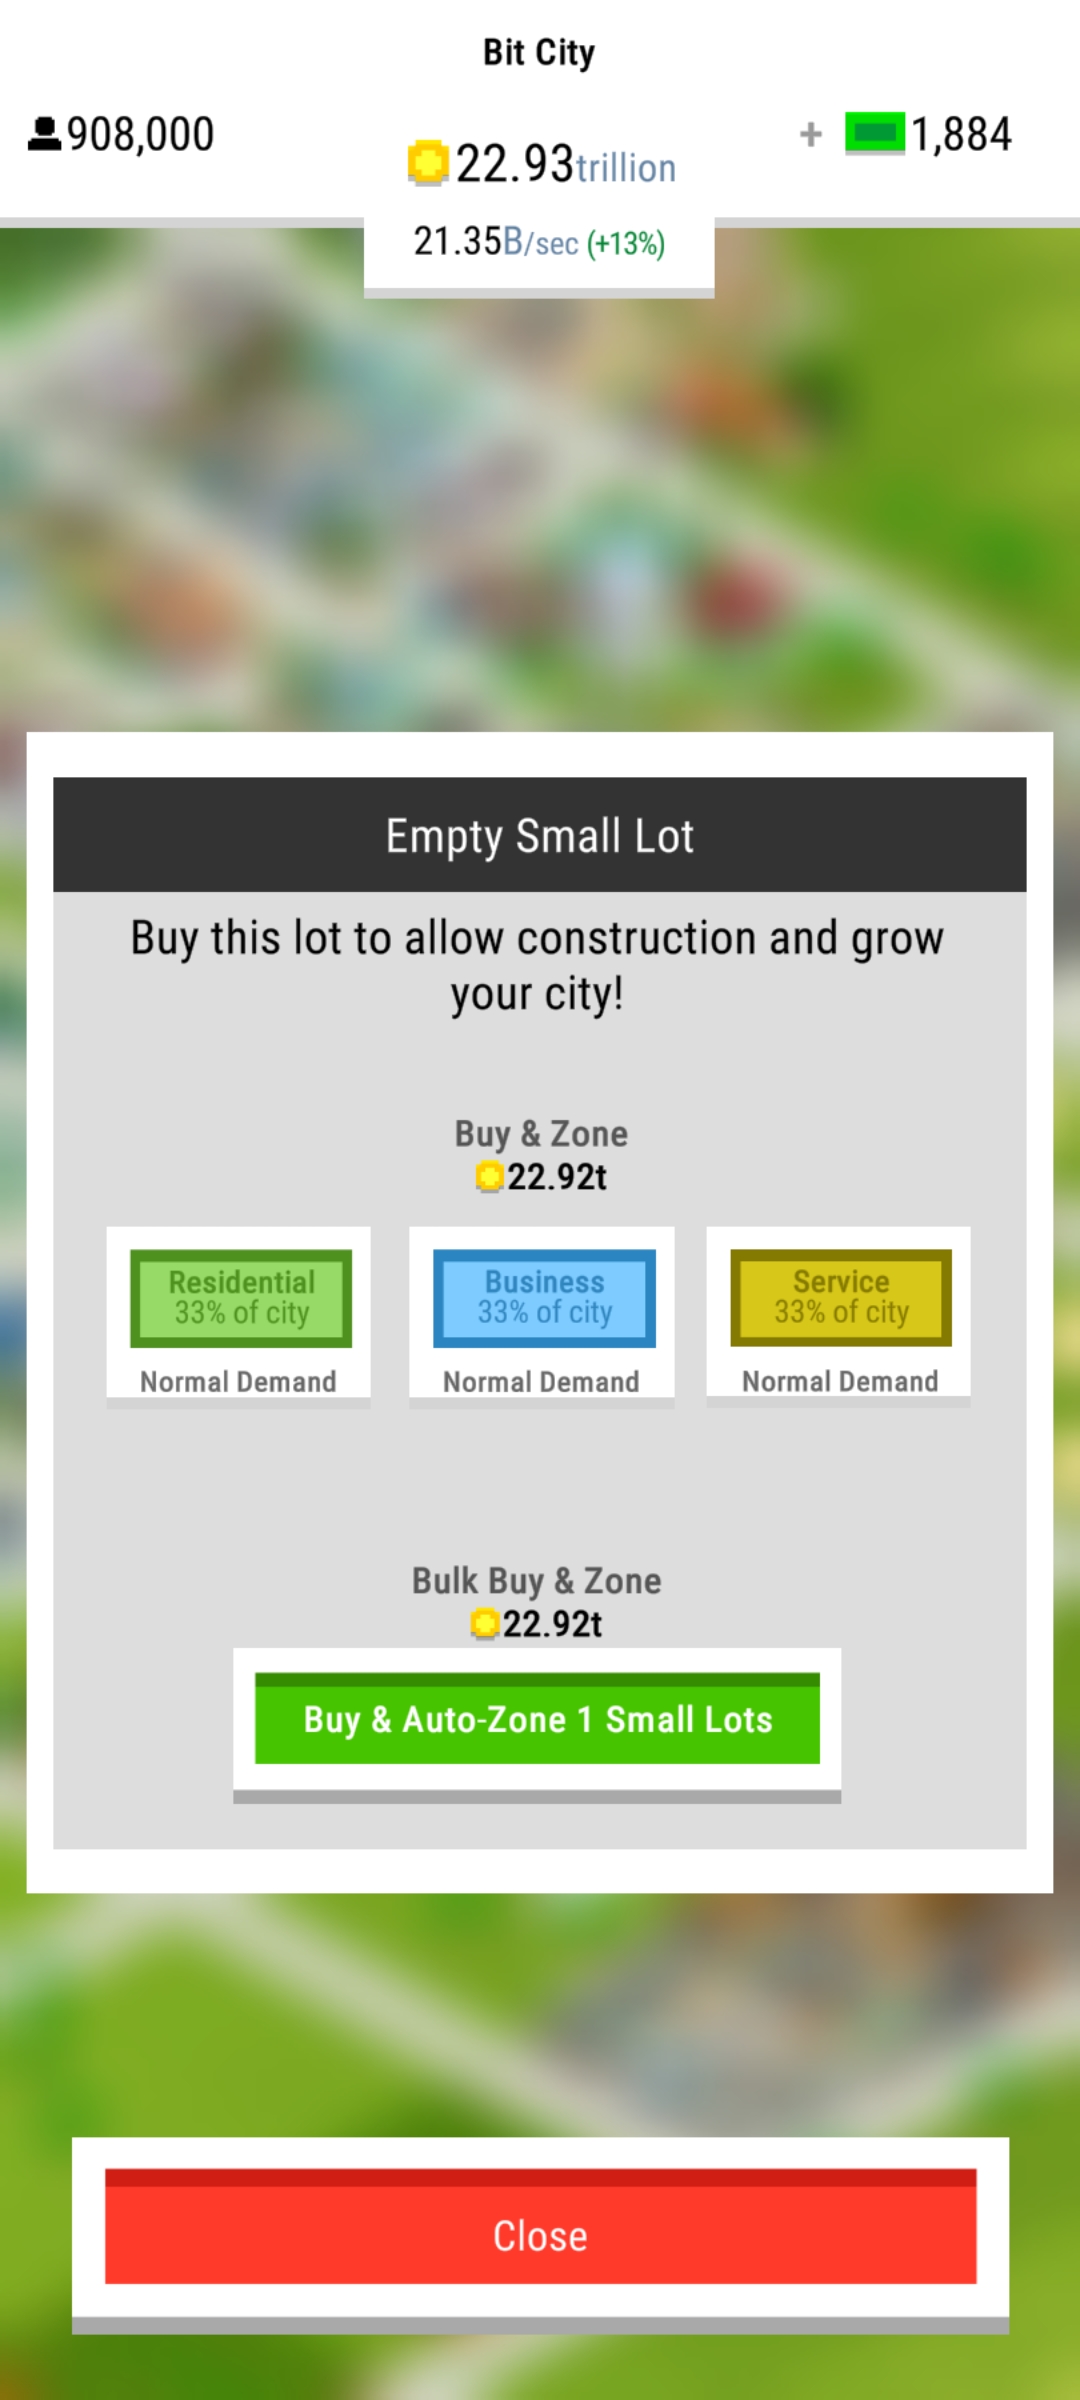 Bit City
908,000
22.93trillion
+ 1,884
21.35B/sec (+13%)
Empty Small Lot
Buy this lot to allow construction and grow
your city!
Buy & Zone
22.92t
Residential
33% of city
Normal Demand
Business
33% of city
Normal Demand
Service
33% of city
Normal Demand
Bulk Buy & Zone
22.92t
Buy & Auto-Zone 1 Small Lots
Close